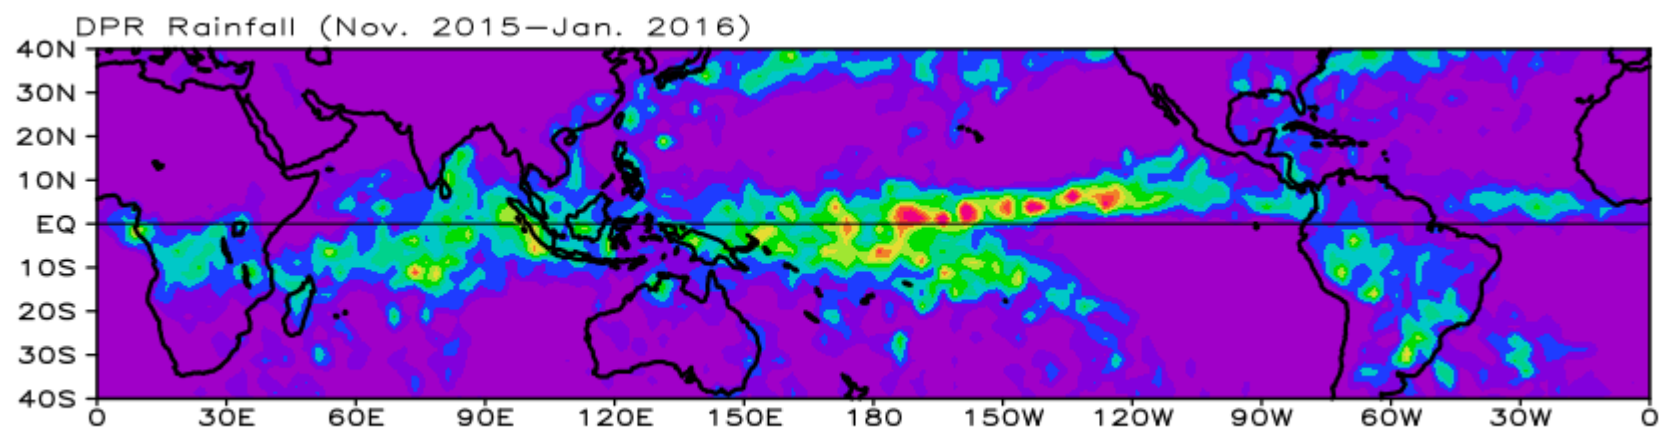 DPR Rainfall (Nov. 2015-Jan. 2016)
40N
30N
20N
10N
EQ
10S
20S
30S
40S
0 30E 60E 90E 120E 150E 180 150W 120W 90W 60W 30W 0